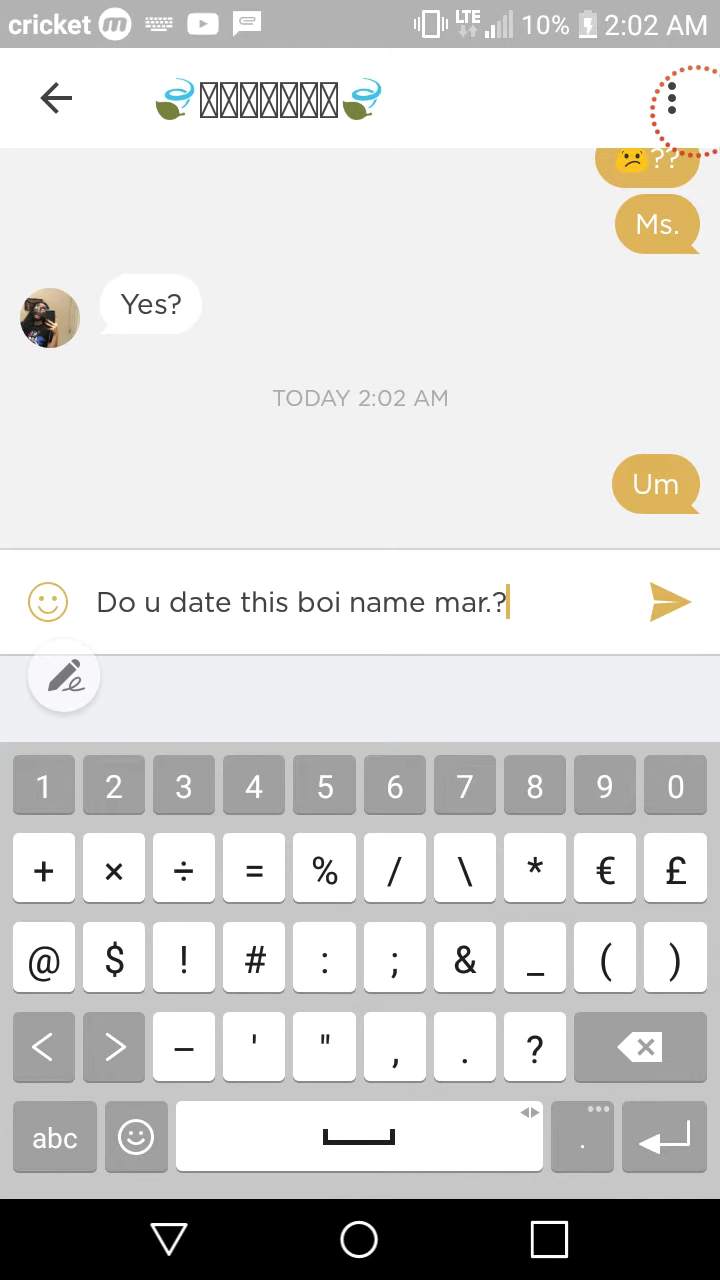 cricket m LTE 10% 2:02 AM
??
Ms.
Yes?
TODAY 2:02 AM
Um
Do u date this boi name mar.?
1 2 3 4 5 6 7 8 9 0
+ × ÷ = % / \ * € £
@ $ ! # : ; & _ ( )
< > – ' " , . ?
abc .